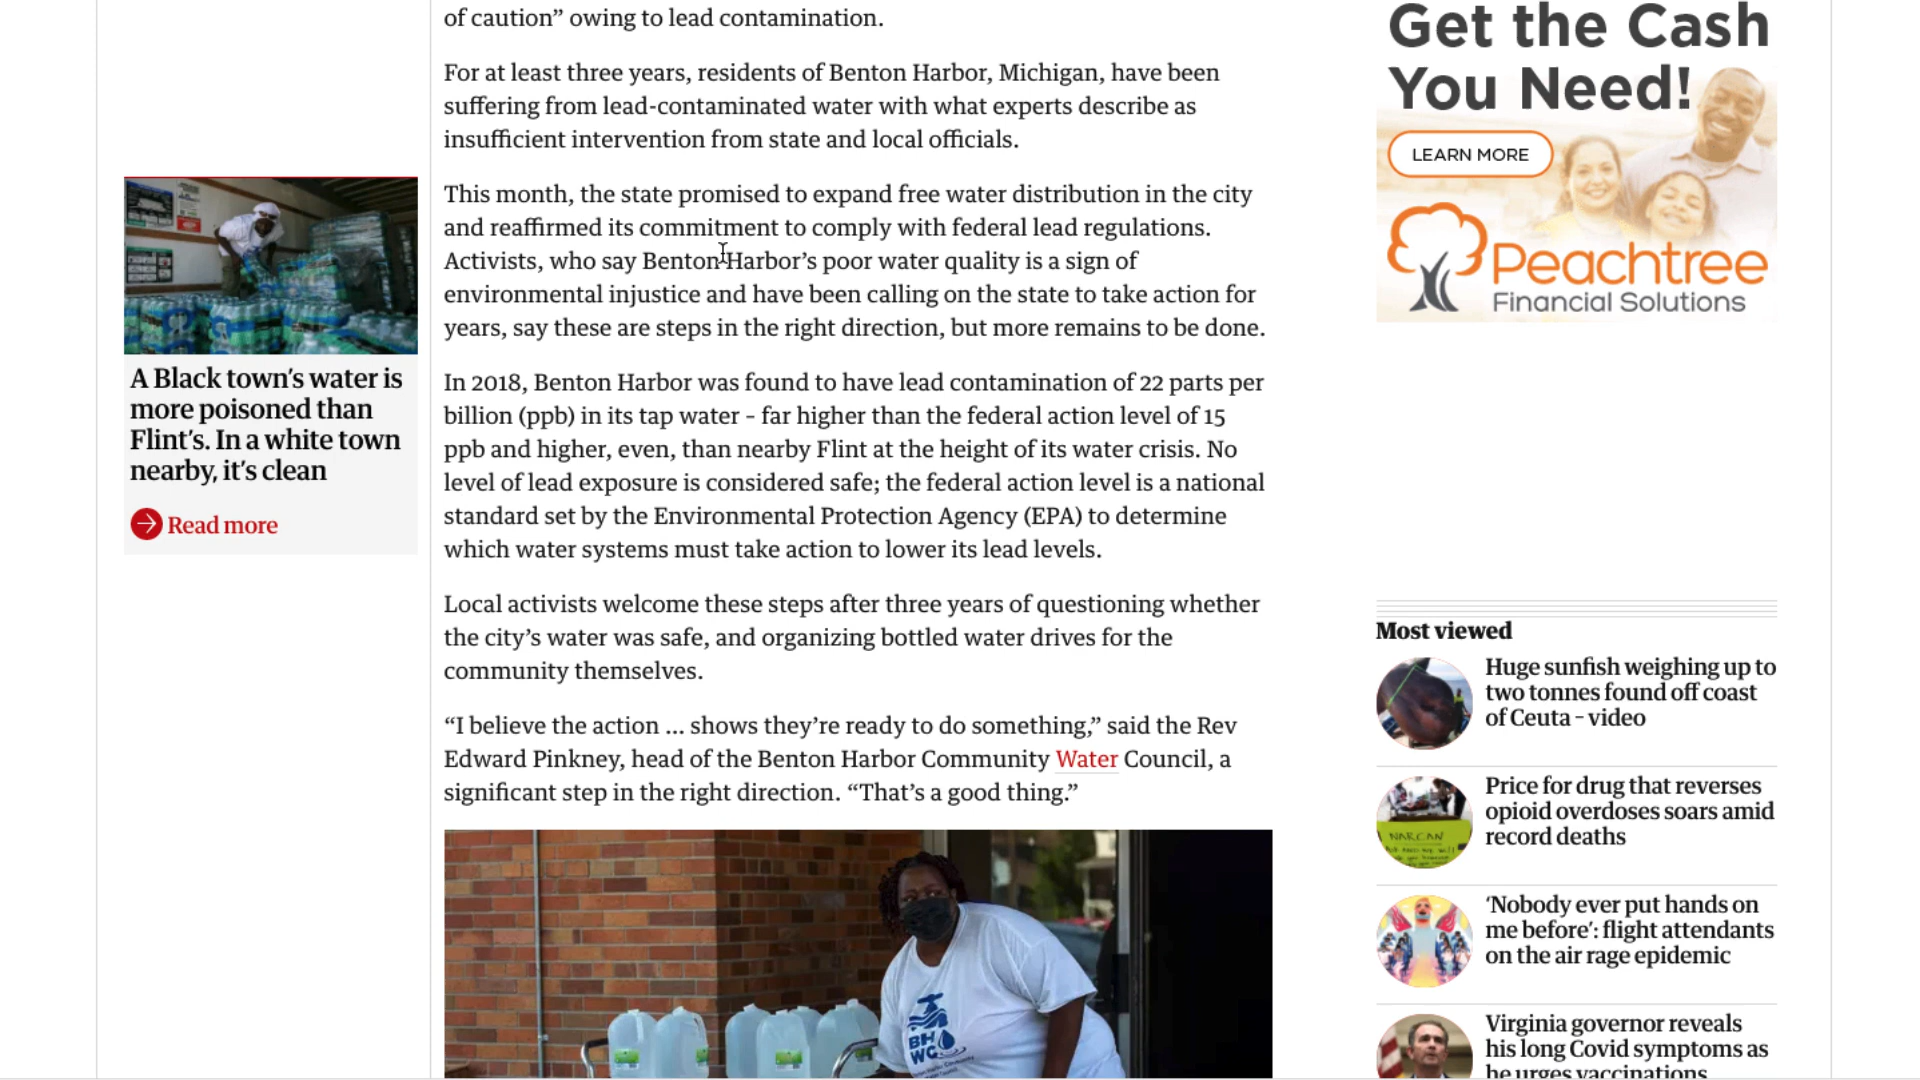 of caution” owing to lead contamination.
For at least three years, residents of Benton Harbor, Michigan, have been
suffering from lead-contaminated water with what experts describe as
insufficient intervention from state and local officials.
This month, the state promised to expand free water distribution in the city
and reaffirmed its commitment to comply with federal lead regulations.
Activists, who say Benton Harbor’s poor water quality is a sign of
environmental injustice and have been calling on the state to take action for
years, say these are steps in the right direction, but more remains to be done.
In 2018, Benton Harbor was found to have lead contamination of 22 parts per
billion (ppb) in its tap water – far higher than the federal action level of 15
ppb and higher, even, than nearby Flint at the height of its water crisis. No
level of lead exposure is considered safe; the federal action level is a national
standard set by the Environmental Protection Agency (EPA) to determine
which water systems must take action to lower its lead levels.
Local activists welcome these steps after three years of questioning whether
the city’s water was safe, and organizing bottled water drives for the
community themselves.
“I believe the action ... shows they’re ready to do something,” said the Rev
Edward Pinkney, head of the Benton Harbor Community Water Council, a
significant step in the right direction. “That’s a good thing.”
BH
WC
A Black town’s water is
more poisoned than
Flint’s. In a white town
nearby, it’s clean
Read more
Get the Cash
You Need!
LEARN MORE
Peachtree
Financial Solutions
Most viewed
Huge sunfish weighing up to
two tonnes found off coast
of Ceuta – video
NARCAN
Price for drug that reverses
opioid overdoses soars amid
record deaths
‘Nobody ever put hands on
me before’: flight attendants
on the air rage epidemic
Virginia governor reveals
his long Covid symptoms as
he urges vaccinations